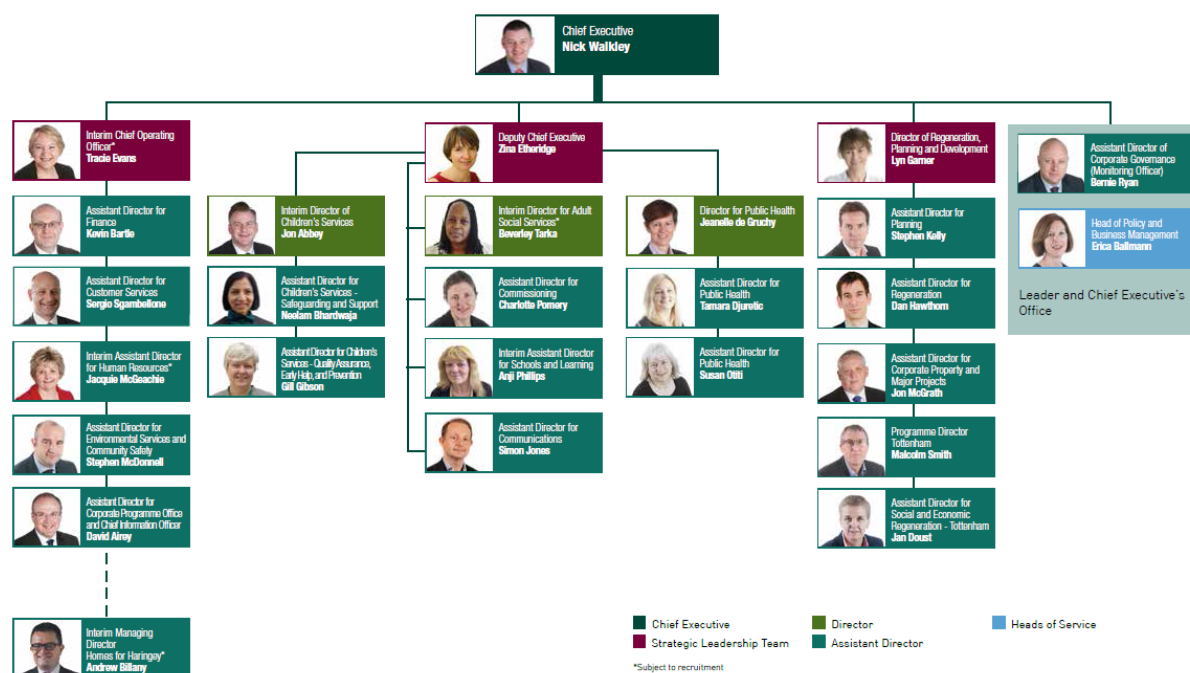 Chief Executive
Nick Walkley
Interim Chief Operating
Officer*
Tracie Evans
Assistant Director for
Finance
Kevin Bartle
Assistant Director for
Customer Services
Sergio Sgambellone
Interim Assistant Director
for Human Resources*
Jacquie McGeachie
Assistant Director for
Environmental Services and
Community Safety
Stephen McDonnell
Assistant Director for
Corporate Programme Office
and Chief Information Officer
David Airey
Interim Managing
Director
Homes for Haringey*
Andrew Billany
Deputy Chief Executive
Zina Etheridge
Interim Director of
Children's Services
Jon Abbey
Assistant Director for
Children's Services -
Safeguarding and Support
Neelam Bhardwaja
Assistant Director for Children's
Services - Quality Assurance,
Early Help, and Prevention
Gill Gibson
Interim Director for Adult
Social Services*
Beverley Tarka
Assistant Director for
Commissioning
Charlotte Pomery
Interim Assistant Director
for Schools and Learning
Anji Phillips
Assistant Director for
Communications
Simon Jones
Director for Public Health
Jeanelle de Gruchy
Assistant Director for
Public Health
Tamara Djuretic
Assistant Director for
Public Health
Susan Otiti
Director of Regeneration,
Planning and Development
Lyn Garner
Assistant Director for
Planning
Stephen Kelly
Assistant Director for
Regeneration
Dan Hawthorn
Assistant Director for
Corporate Property and
Major Projects
Jon McGrath
Programme Director
Tottenham
Malcolm Smith
Assistant Director for
Social and Economic
Regeneration - Tottenham
Jan Doust
Assistant Director of
Corporate Governance
(Monitoring Officer)
Bernie Ryan
Head of Policy and
Business Management
Erica Ballmann
Leader and Chief Executive's
Office
Chief Executive
Strategic Leadership Team
Director
Assistant Director
Heads of Service
*Subject to recruitment